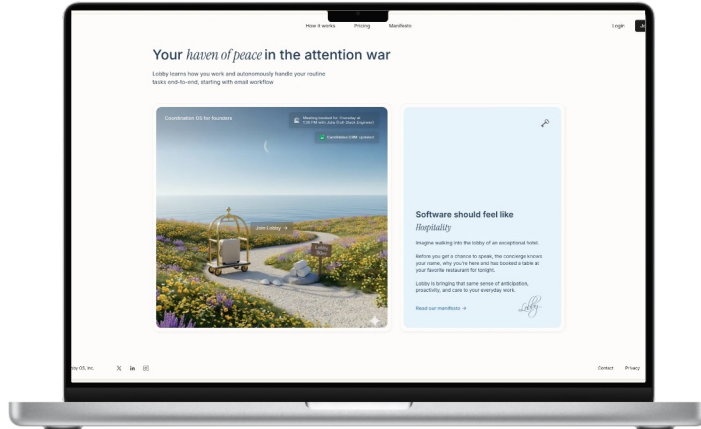 How it works Pricing Manifesto Login
Your haven of peace in the attention war
Lobby learns how you work and autonomously handle your routine
tasks end-to-end, starting with email workflow
Coordination OS for founders
Meeting booked for Thursday at
Candidates CRM updated
Join Lobby →
Software should feel like
Hospitality
Imagine walking into the lobby of an exceptional hotel.
Before you get a chance to speak, the concierge knows
your name, why you're here and has booked a table at
your favorite restaurant for tonight.
Lobby is bringing that same sense of anticipation,
proactivity, and care to your everyday work.
Read our manifesto →
Lobby
OS, Inc. X in Contact Privacy